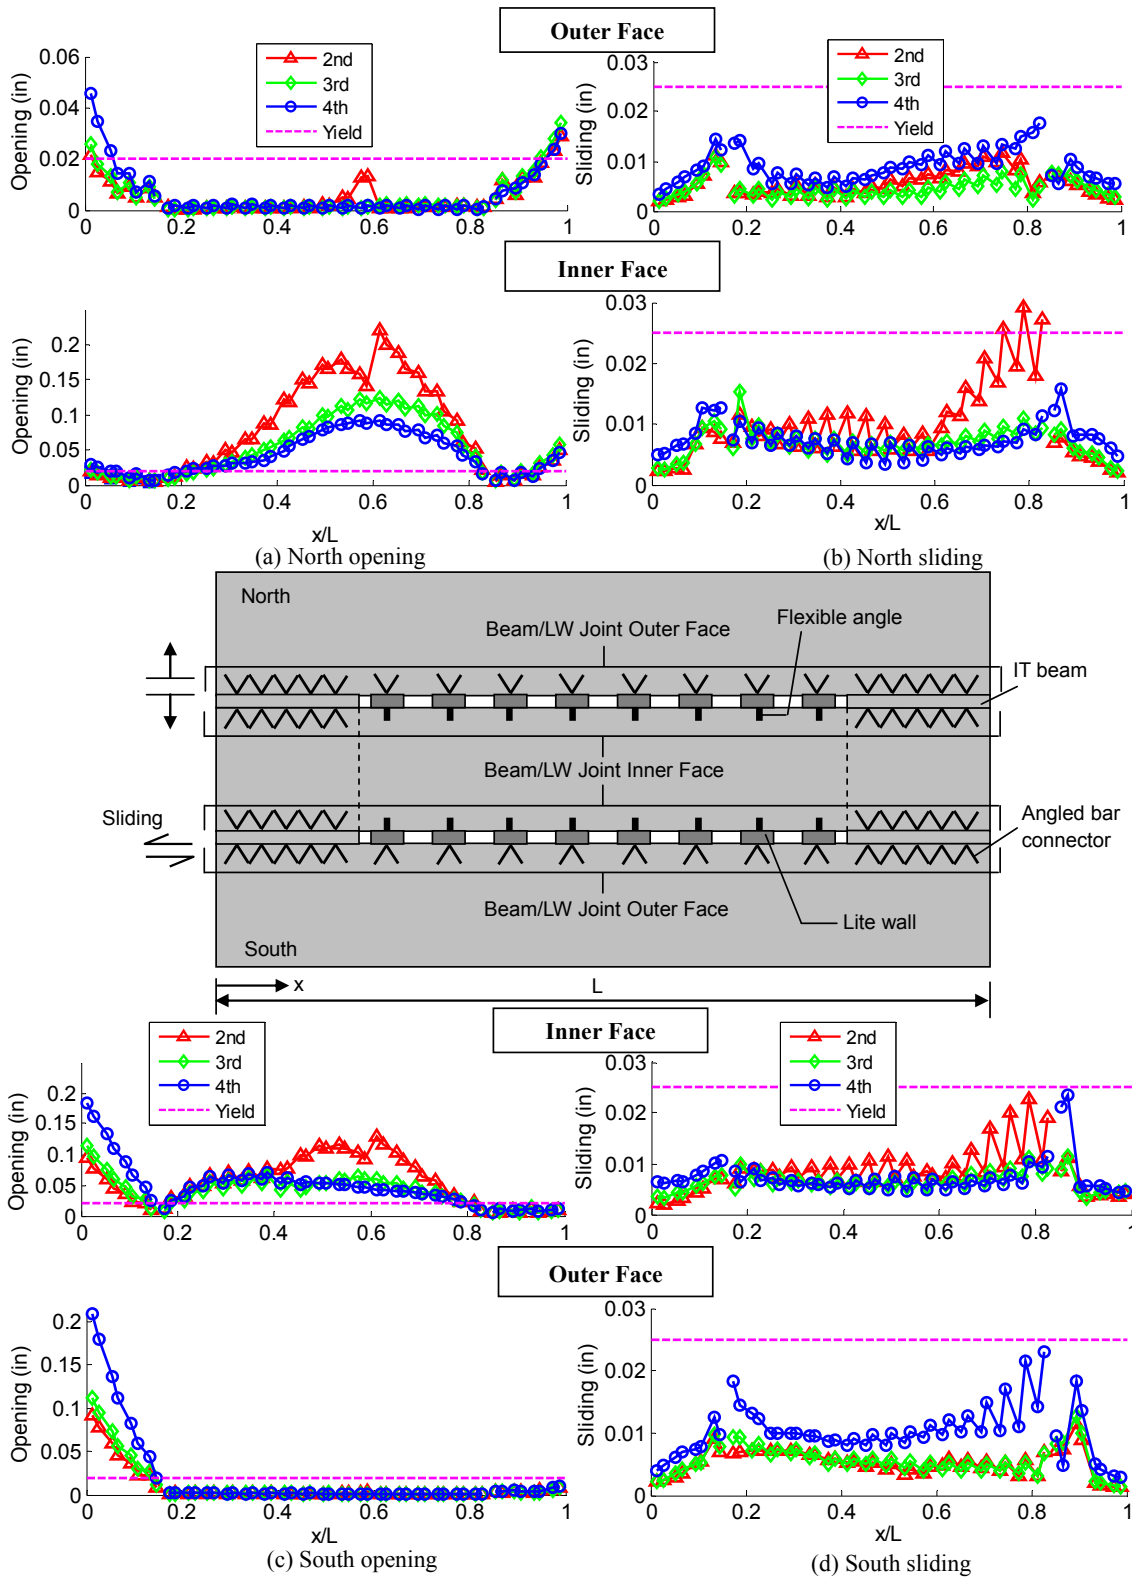 Outer Face
0.06
0.04
0.02
0
Opening (in)
2nd
3rd
4th
Yield
0 0.2 0.4 0.6 0.8 1
0.03
0.02
0.01
0
Sliding (in)
2nd
3rd
4th
Yield
0 0.2 0.4 0.6 0.8 1
Inner Face
0.2
0.15
0.1
0.05
0
Opening (in)
0 0.2 0.4 0.6 0.8 1
x/L
(a) North opening
0.03
0.02
0.01
0
Sliding (in)
0 0.2 0.4 0.6 0.8 1
x/L
(b) North sliding
North
Beam/LW Joint Outer Face
Flexible angle
IT beam
Beam/LW Joint Inner Face
Sliding
Angled bar
connector
Beam/LW Joint Outer Face
Lite wall
South
x
L
Inner Face
2nd
3rd
4th
Yield
0.2
0.15
0.1
0.05
0
Opening (in)
0 0.2 0.4 0.6 0.8 1
0.03
0.02
0.01
0
Sliding (in)
2nd
3rd
4th
Yield
0 0.2 0.4 0.6 0.8 1
Outer Face
0.2
0.15
0.1
0.05
0
Opening (in)
0 0.2 0.4 0.6 0.8 1
x/L
(c) South opening
0.03
0.02
0.01
0
Sliding (in)
0 0.2 0.4 0.6 0.8 1
x/L
(d) South sliding